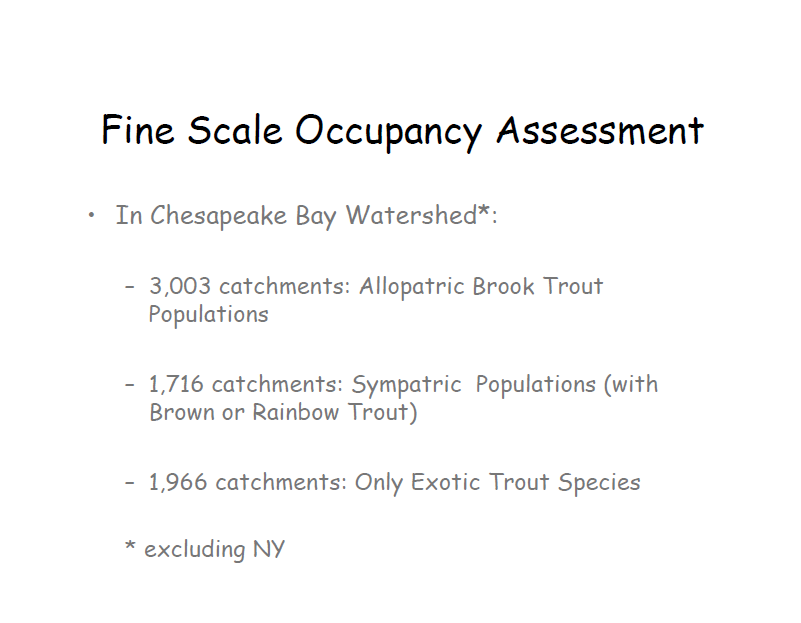 Fine Scale Occupancy Assessment
• In Chesapeake Bay Watershed*:
– 3,003 catchments: Allopatric Brook Trout
Populations
– 1,716 catchments: Sympatric  Populations (with
Brown or Rainbow Trout)
– 1,966 catchments: Only Exotic Trout Species
* excluding NY